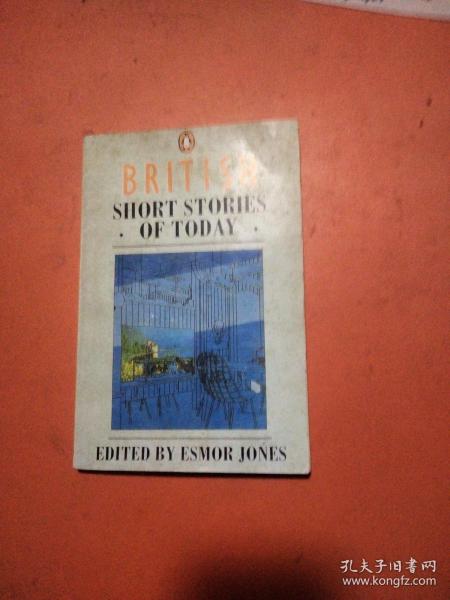 BRITISH
SHORT STORIES
· OF TODAY ·
EDITED BY ESMOR JONES
孔夫子旧书网
www.kongfz.com